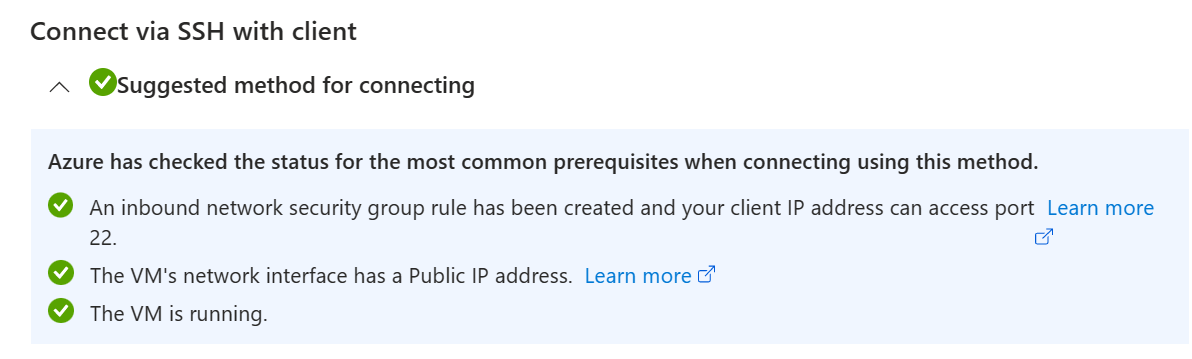 Connect via SSH with client
Suggested method for connecting
Azure has checked the status for the most common prerequisites when connecting using this method.
An inbound network security group rule has been created and your client IP address can access port Learn more
22.
The VM's network interface has a Public IP address. Learn more
The VM is running.